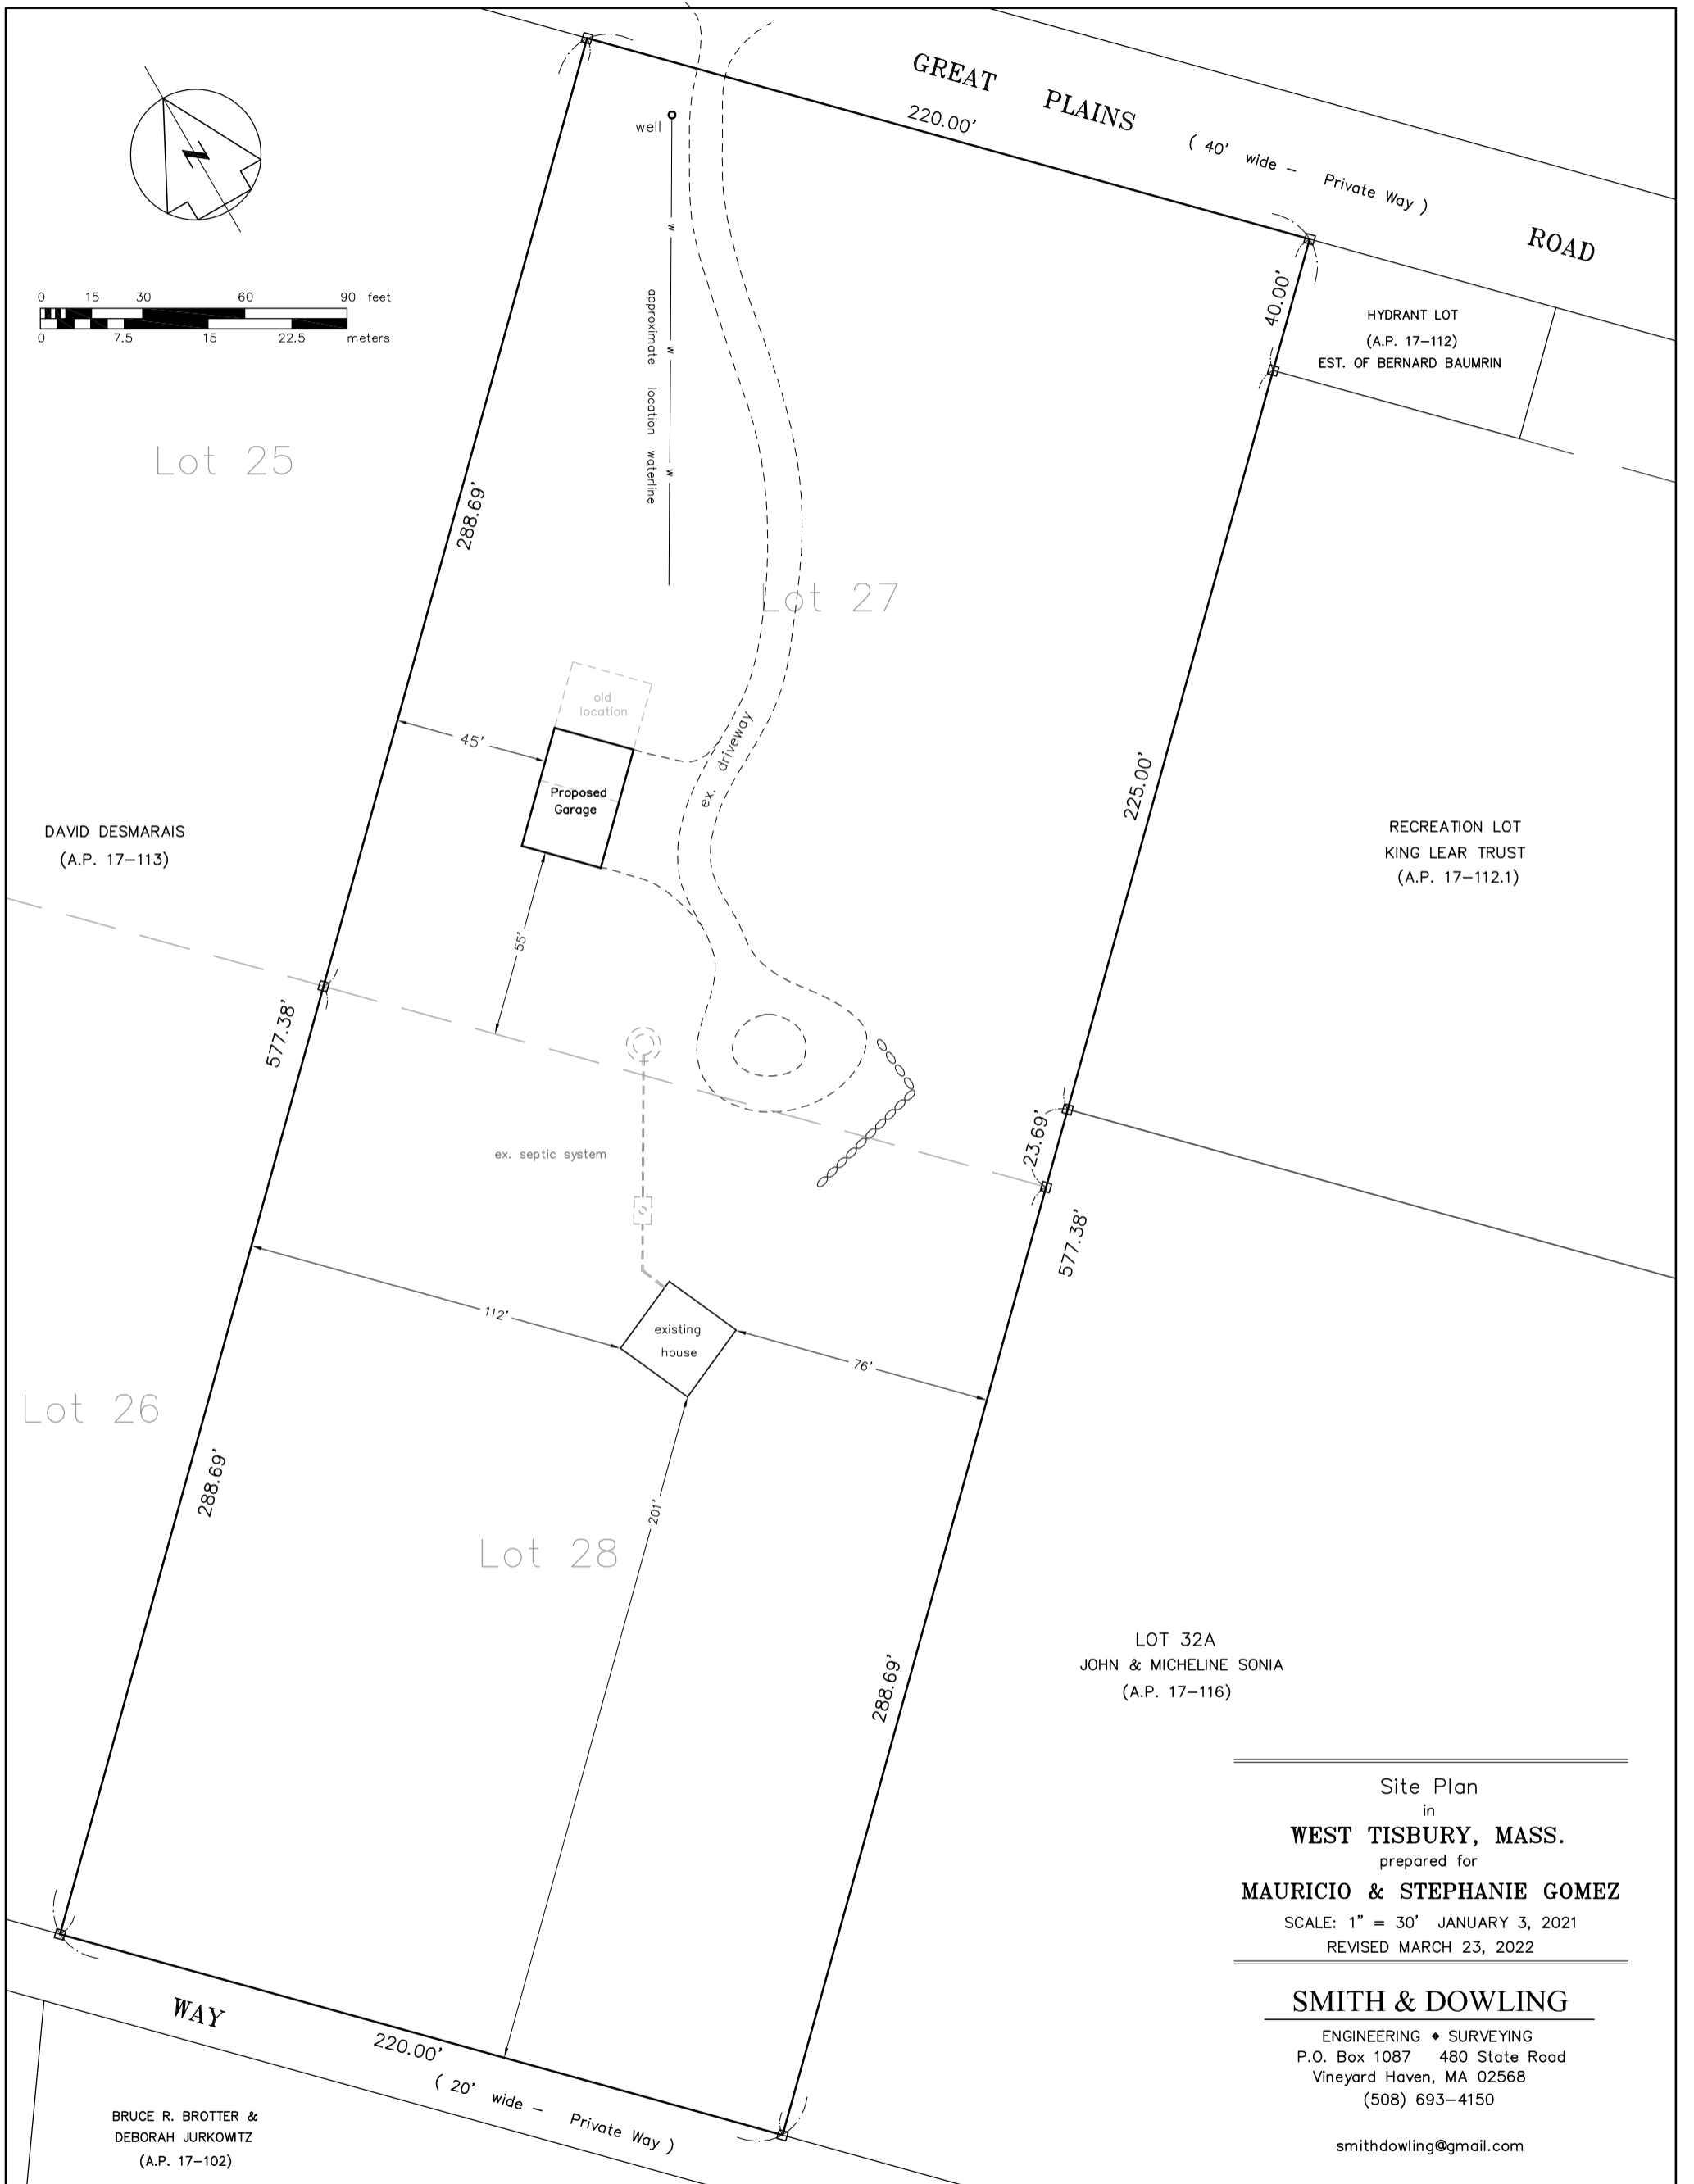 GREAT PLAINS ROAD
( 40' wide – Private Way )
220.00'
well
N
0 15 30 60 90 feet
0 7.5 15 22.5 meters
W
approximate location waterline
W
W
40.00'
HYDRANT LOT
(A.P. 17–112)
EST. OF BERNARD BAUMRIN
Lot 25
288.69'
Lot 27
old
location
45'
Proposed
Garage
ex. driveway
225.00'
RECREATION LOT
KING LEAR TRUST
(A.P. 17–112.1)
DAVID DESMARAIS
(A.P. 17–113)
55'
577.38'
23.69'
ex. septic system
577.38'
112'
existing
house
76'
Lot 26
288.69'
201'
Lot 28
288.69'
LOT 32A
JOHN & MICHELINE SONIA
(A.P. 17–116)
WAY
220.00'
( 20' wide – Private Way )
BRUCE R. BROTTER &
DEBORAH JURKOWITZ
(A.P. 17–102)
Site Plan
in
WEST TISBURY, MASS.
prepared for
MAURICIO & STEPHANIE GOMEZ
SCALE: 1" = 30' JANUARY 3, 2021
REVISED MARCH 23, 2022
SMITH & DOWLING
ENGINEERING ♦ SURVEYING
P.O. Box 1087 480 State Road
Vineyard Haven, MA 02568
(508) 693–4150
smithdowling@gmail.com